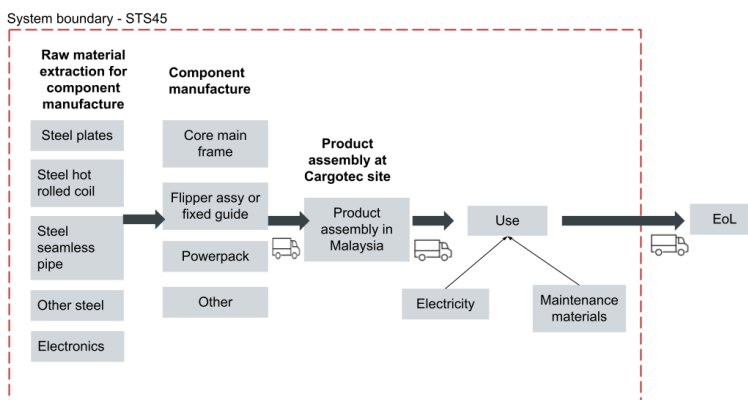 System boundary - STS45
Raw material
extraction for
component
manufacture
Steel plates
Steel hot
rolled coil
Steel
seamless
pipe
Other steel
Electronics
Component
manufacture
Core main
frame
Flipper assy or
fixed guide
Powerpack
Other
Product
assembly at
Cargotec site
Product
assembly in
Malaysia
Use
Electricity
Maintenance
materials
EoL